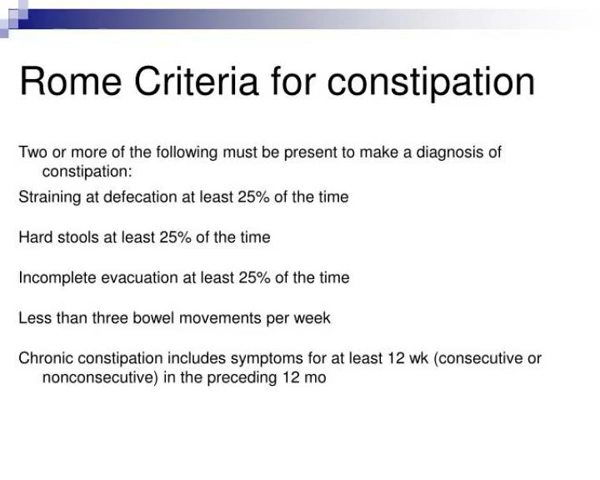 Rome Criteria for constipation
Two or more of the following must be present to make a diagnosis of
constipation:
Straining at defecation at least 25% of the time
Hard stools at least 25% of the time
Incomplete evacuation at least 25% of the time
Less than three bowel movements per week
Chronic constipation includes symptoms for at least 12 wk (consecutive or
nonconsecutive) in the preceding 12 mo